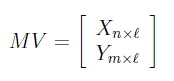 MV = [ X_{n×ℓ}
Y_{m×ℓ} ]